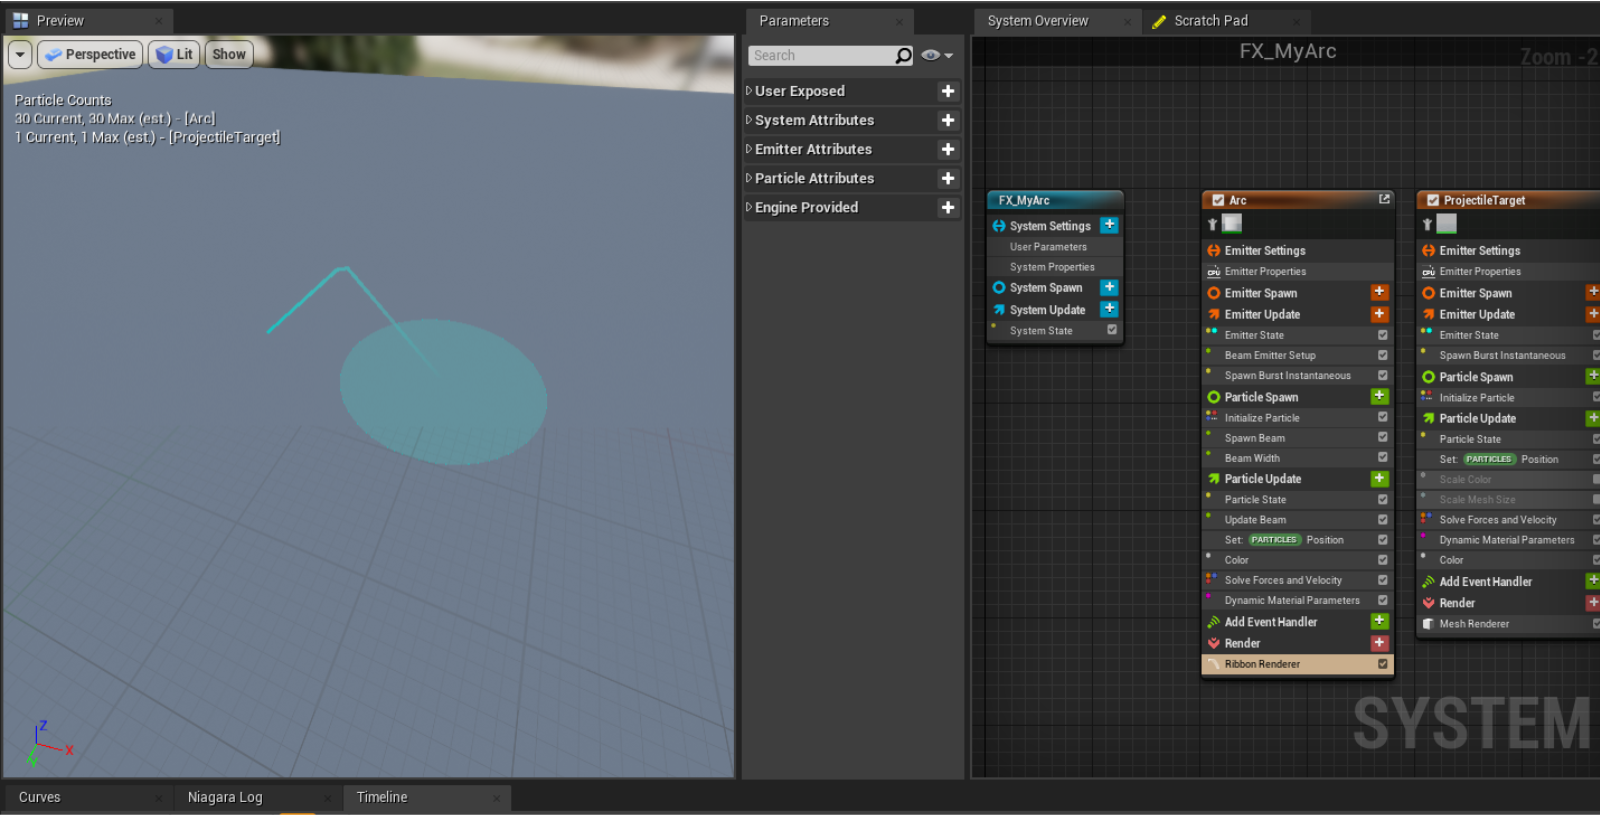 Preview
Perspective
Lit
Show
Particle Counts
30 Current, 30 Max (est.) - [Arc]
1 Current, 1 Max (est.) - [ProjectileTarget]
Z
X
Y
Parameters
Search
User Exposed
System Attributes
Emitter Attributes
Particle Attributes
Engine Provided
System Overview
Scratch Pad
FX_MyArc
Zoom -2
FX_MyArc
System Settings
User Parameters
System Properties
System Spawn
System Update
System State
Arc
Emitter Settings
CPU Emitter Properties
Emitter Spawn
Emitter Update
Emitter State
Beam Emitter Setup
Spawn Burst Instantaneous
Particle Spawn
Initialize Particle
Spawn Beam
Beam Width
Particle Update
Particle State
Update Beam
Set: PARTICLES Position
Color
Solve Forces and Velocity
Dynamic Material Parameters
Add Event Handler
Render
Ribbon Renderer
ProjectileTarget
Emitter Settings
CPU Emitter Properties
Emitter Spawn
Emitter Update
Emitter State
Spawn Burst Instantaneous
Particle Spawn
Initialize Particle
Particle Update
Particle State
Set: PARTICLES Position
Scale Color
Scale Mesh Size
Solve Forces and Velocity
Dynamic Material Parameters
Color
Add Event Handler
Render
Mesh Renderer
SYSTEM
Curves
Niagara Log
Timeline